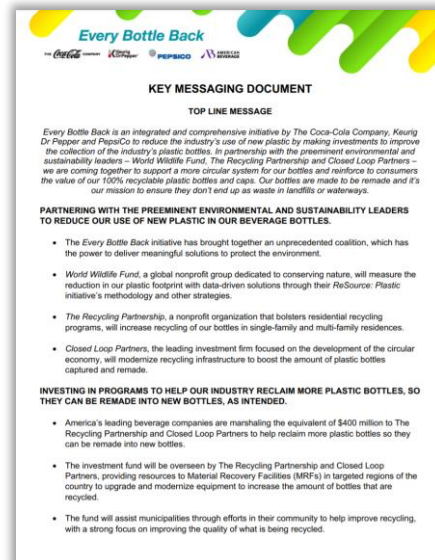 Every Bottle Back
THE Coca-Cola COMPANY Keurig DrPepper PEPSICO AMERICAN BEVERAGE
KEY MESSAGING DOCUMENT
TOP LINE MESSAGE
Every Bottle Back is an integrated and comprehensive initiative by The Coca-Cola Company, Keurig
Dr Pepper and PepsiCo to reduce the industry's use of new plastic by making investments to improve
the collection of the industry's plastic bottles. In partnership with the preeminent environmental and
sustainability leaders – World Wildlife Fund, The Recycling Partnership and Closed Loop Partners –
we are coming together to support a more circular system for our bottles and reinforce to consumers
the value of our 100% recyclable plastic bottles and caps. Our bottles are made to be remade and it's
our mission to ensure they don't end up as waste in landfills or waterways.
PARTNERING WITH THE PREEMINENT ENVIRONMENTAL AND SUSTAINABILITY LEADERS
TO REDUCE OUR USE OF NEW PLASTIC IN OUR BEVERAGE BOTTLES.
• The Every Bottle Back initiative has brought together an unprecedented coalition, which has
the power to deliver meaningful solutions to protect the environment.
• World Wildlife Fund, a global nonprofit group dedicated to conserving nature, will measure the
reduction in our plastic footprint with data-driven solutions through their ReSource: Plastic
initiative's methodology and other strategies.
• The Recycling Partnership, a nonprofit organization that bolsters residential recycling
programs, will increase recycling of our bottles in single-family and multi-family residences.
• Closed Loop Partners, the leading investment firm focused on the development of the circular
economy, will modernize recycling infrastructure to boost the amount of plastic bottles
captured and remade.
INVESTING IN PROGRAMS TO HELP OUR INDUSTRY RECLAIM MORE PLASTIC BOTTLES, SO
THEY CAN BE REMADE INTO NEW BOTTLES, AS INTENDED.
• America's leading beverage companies are marshaling the equivalent of $400 million to The
Recycling Partnership and Closed Loop Partners to help reclaim more plastic bottles so they
can be remade into new bottles.
• The investment fund will be overseen by The Recycling Partnership and Closed Loop
Partners, providing resources to Material Recovery Facilities (MRFs) in targeted regions of the
country to upgrade and modernize equipment to increase the amount of bottles that are
recycled.
• The fund will assist municipalities through efforts in their community to help improve recycling,
with a strong focus on improving the quality of what is being recycled.